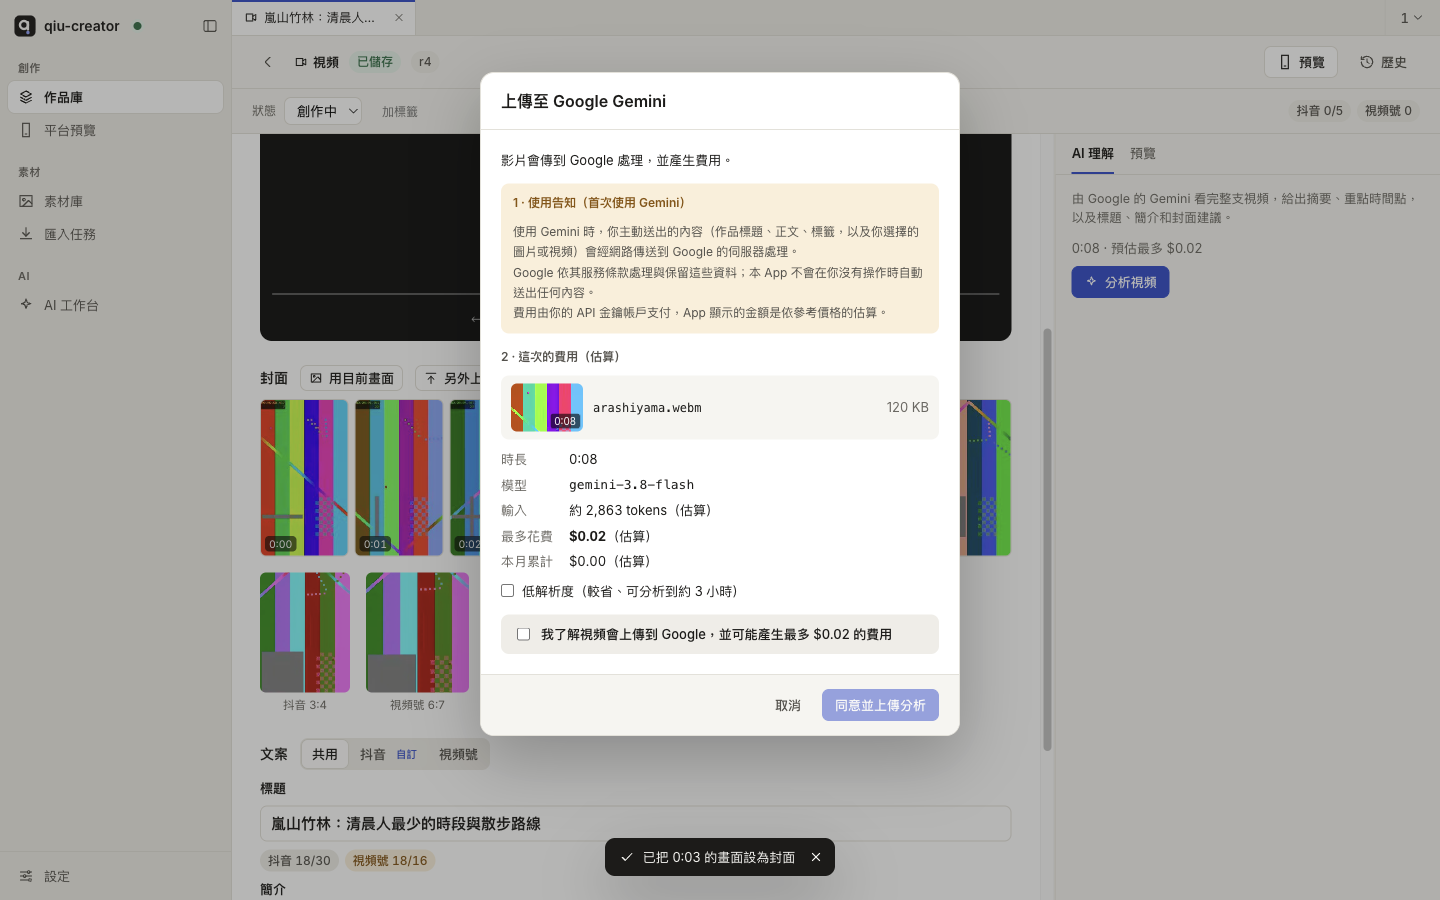 qiu-creator
創作
作品庫
平台預覽
素材
素材庫
匯入任務
AI
AI 工作台
設定
嵐山竹林：清晨人...
1
視頻
已儲存
r4
預覽
歷史
狀態
創作中
加標籤
抖音 0/5
視頻號 0
封面
用目前畫面
另外上
0:00
0:01
0:02
抖音 3:4
視頻號 6:7
文案
共用
抖音
自訂
視頻號
標題
嵐山竹林：清晨人最少的時段與散步路線
抖音 18/30
視頻號 18/16
簡介
AI 理解
預覽
由 Google 的 Gemini 看完整支視頻，給出摘要、重點時間點，
以及標題、簡介和封面建議。
0:08 · 預估最多 $0.02
分析視頻
上傳至 Google Gemini
影片會傳到 Google 處理，並產生費用。
1 · 使用告知（首次使用 Gemini）
使用 Gemini 時，你主動送出的內容（作品標題、正文、標籤，以及你選擇的
圖片或視頻）會經網路傳送到 Google 的伺服器處理。
Google 依其服務條款處理與保留這些資料；本 App 不會在你沒有操作時自動
送出任何內容。
費用由你的 API 金鑰帳戶支付，App 顯示的金額是依參考價格的估算。
2 · 這次的費用（估算）
0:08
arashiyama.webm
120 KB
時長
0:08
模型
gemini-3.8-flash
輸入
約 2,863 tokens（估算）
最多花費
$0.02（估算）
本月累計
$0.00（估算）
低解析度（較省、可分析到約 3 小時）
我了解視頻會上傳到 Google，並可能產生最多 $0.02 的費用
取消
同意並上傳分析
已把 0:03 的畫面設為封面